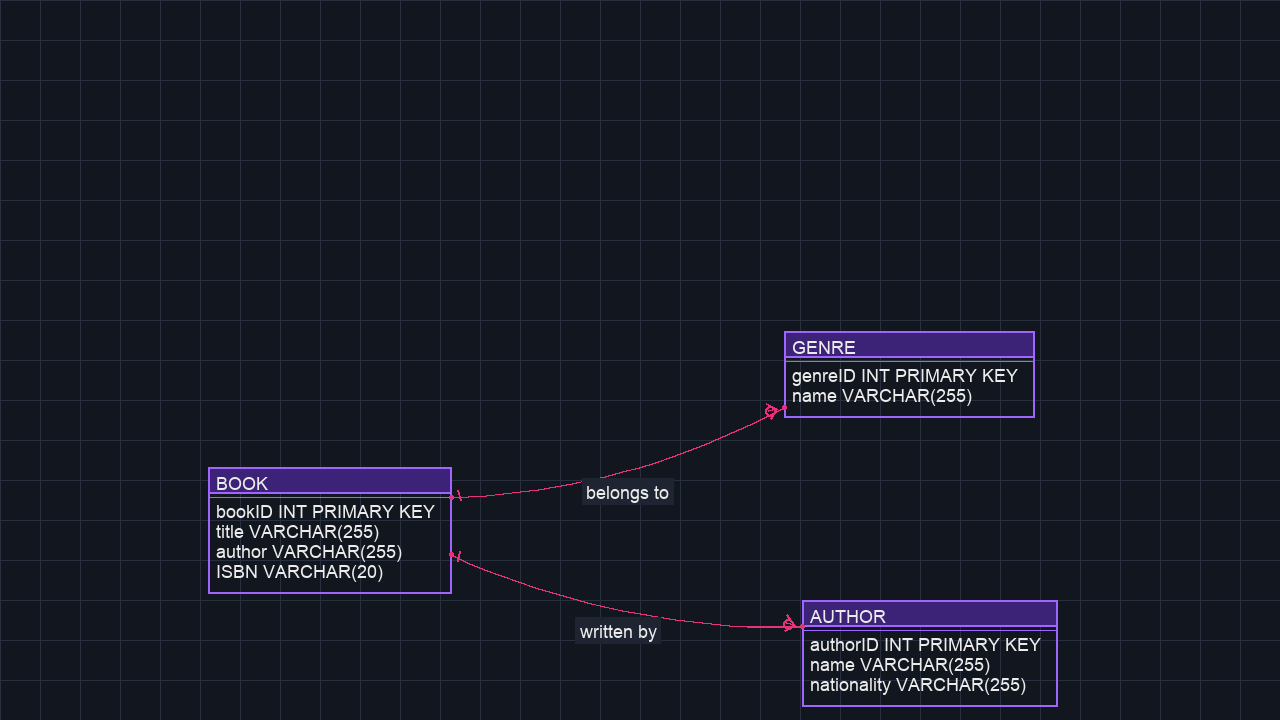 GENRE
genreID INT PRIMARY KEY
name VARCHAR(255)
BOOK
bookID INT PRIMARY KEY
title VARCHAR(255)
author VARCHAR(255)
ISBN VARCHAR(20)
belongs to
written by
AUTHOR
authorID INT PRIMARY KEY
name VARCHAR(255)
nationality VARCHAR(255)